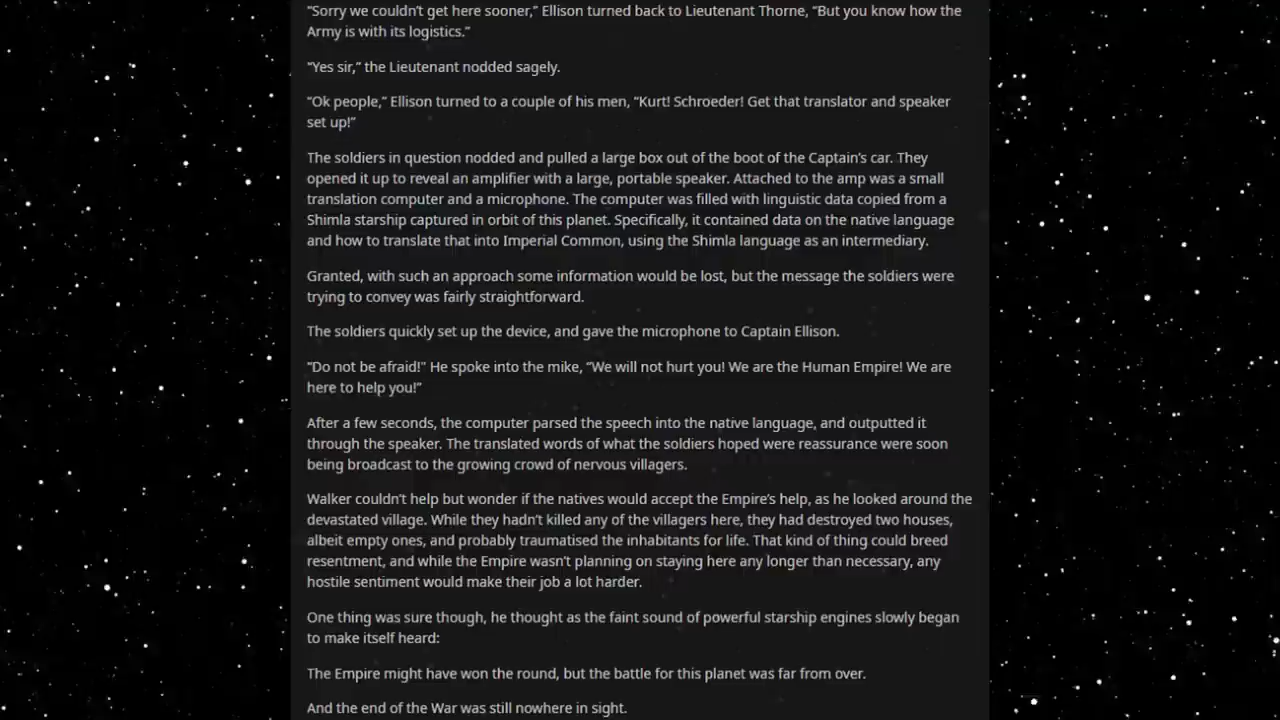 “Sorry we couldn’t get here sooner,” Ellison turned back to Lieutenant Thorne, “But you know how the
Army is with its logistics.”
“Yes sir,” the Lieutenant nodded sagely.
“Ok people,” Ellison turned to a couple of his men, “Kurt! Schroeder! Get that translator and speaker
set up!”
The soldiers in question nodded and pulled a large box out of the boot of the Captain’s car. They
opened it up to reveal an amplifier with a large, portable speaker. Attached to the amp was a small
translation computer and a microphone. The computer was filled with linguistic data copied from a
Shimla starship captured in orbit of this planet. Specifically, it contained data on the native language
and how to translate that into Imperial Common, using the Shimla language as an intermediary.
Granted, with such an approach some information would be lost, but the message the soldiers were
trying to convey was fairly straightforward.
The soldiers quickly set up the device, and gave the microphone to Captain Ellison.
“Do not be afraid!” He spoke into the mike, “We will not hurt you! We are the Human Empire! We are
here to help you!”
After a few seconds, the computer parsed the speech into the native language, and outputted it
through the speaker. The translated words of what the soldiers hoped were reassurance were soon
being broadcast to the growing crowd of nervous villagers.
Walker couldn’t help but wonder if the natives would accept the Empire’s help, as he looked around the
devastated village. While they hadn’t killed any of the villagers here, they had destroyed two houses,
albeit empty ones, and probably traumatised the inhabitants for life. That kind of thing could breed
resentment, and while the Empire wasn’t planning on staying here any longer than necessary, any
hostile sentiment would make their job a lot harder.
One thing was sure though, he thought as the faint sound of powerful starship engines slowly began
to make itself heard:
The Empire might have won the round, but the battle for this planet was far from over.
And the end of the War was still nowhere in sight.